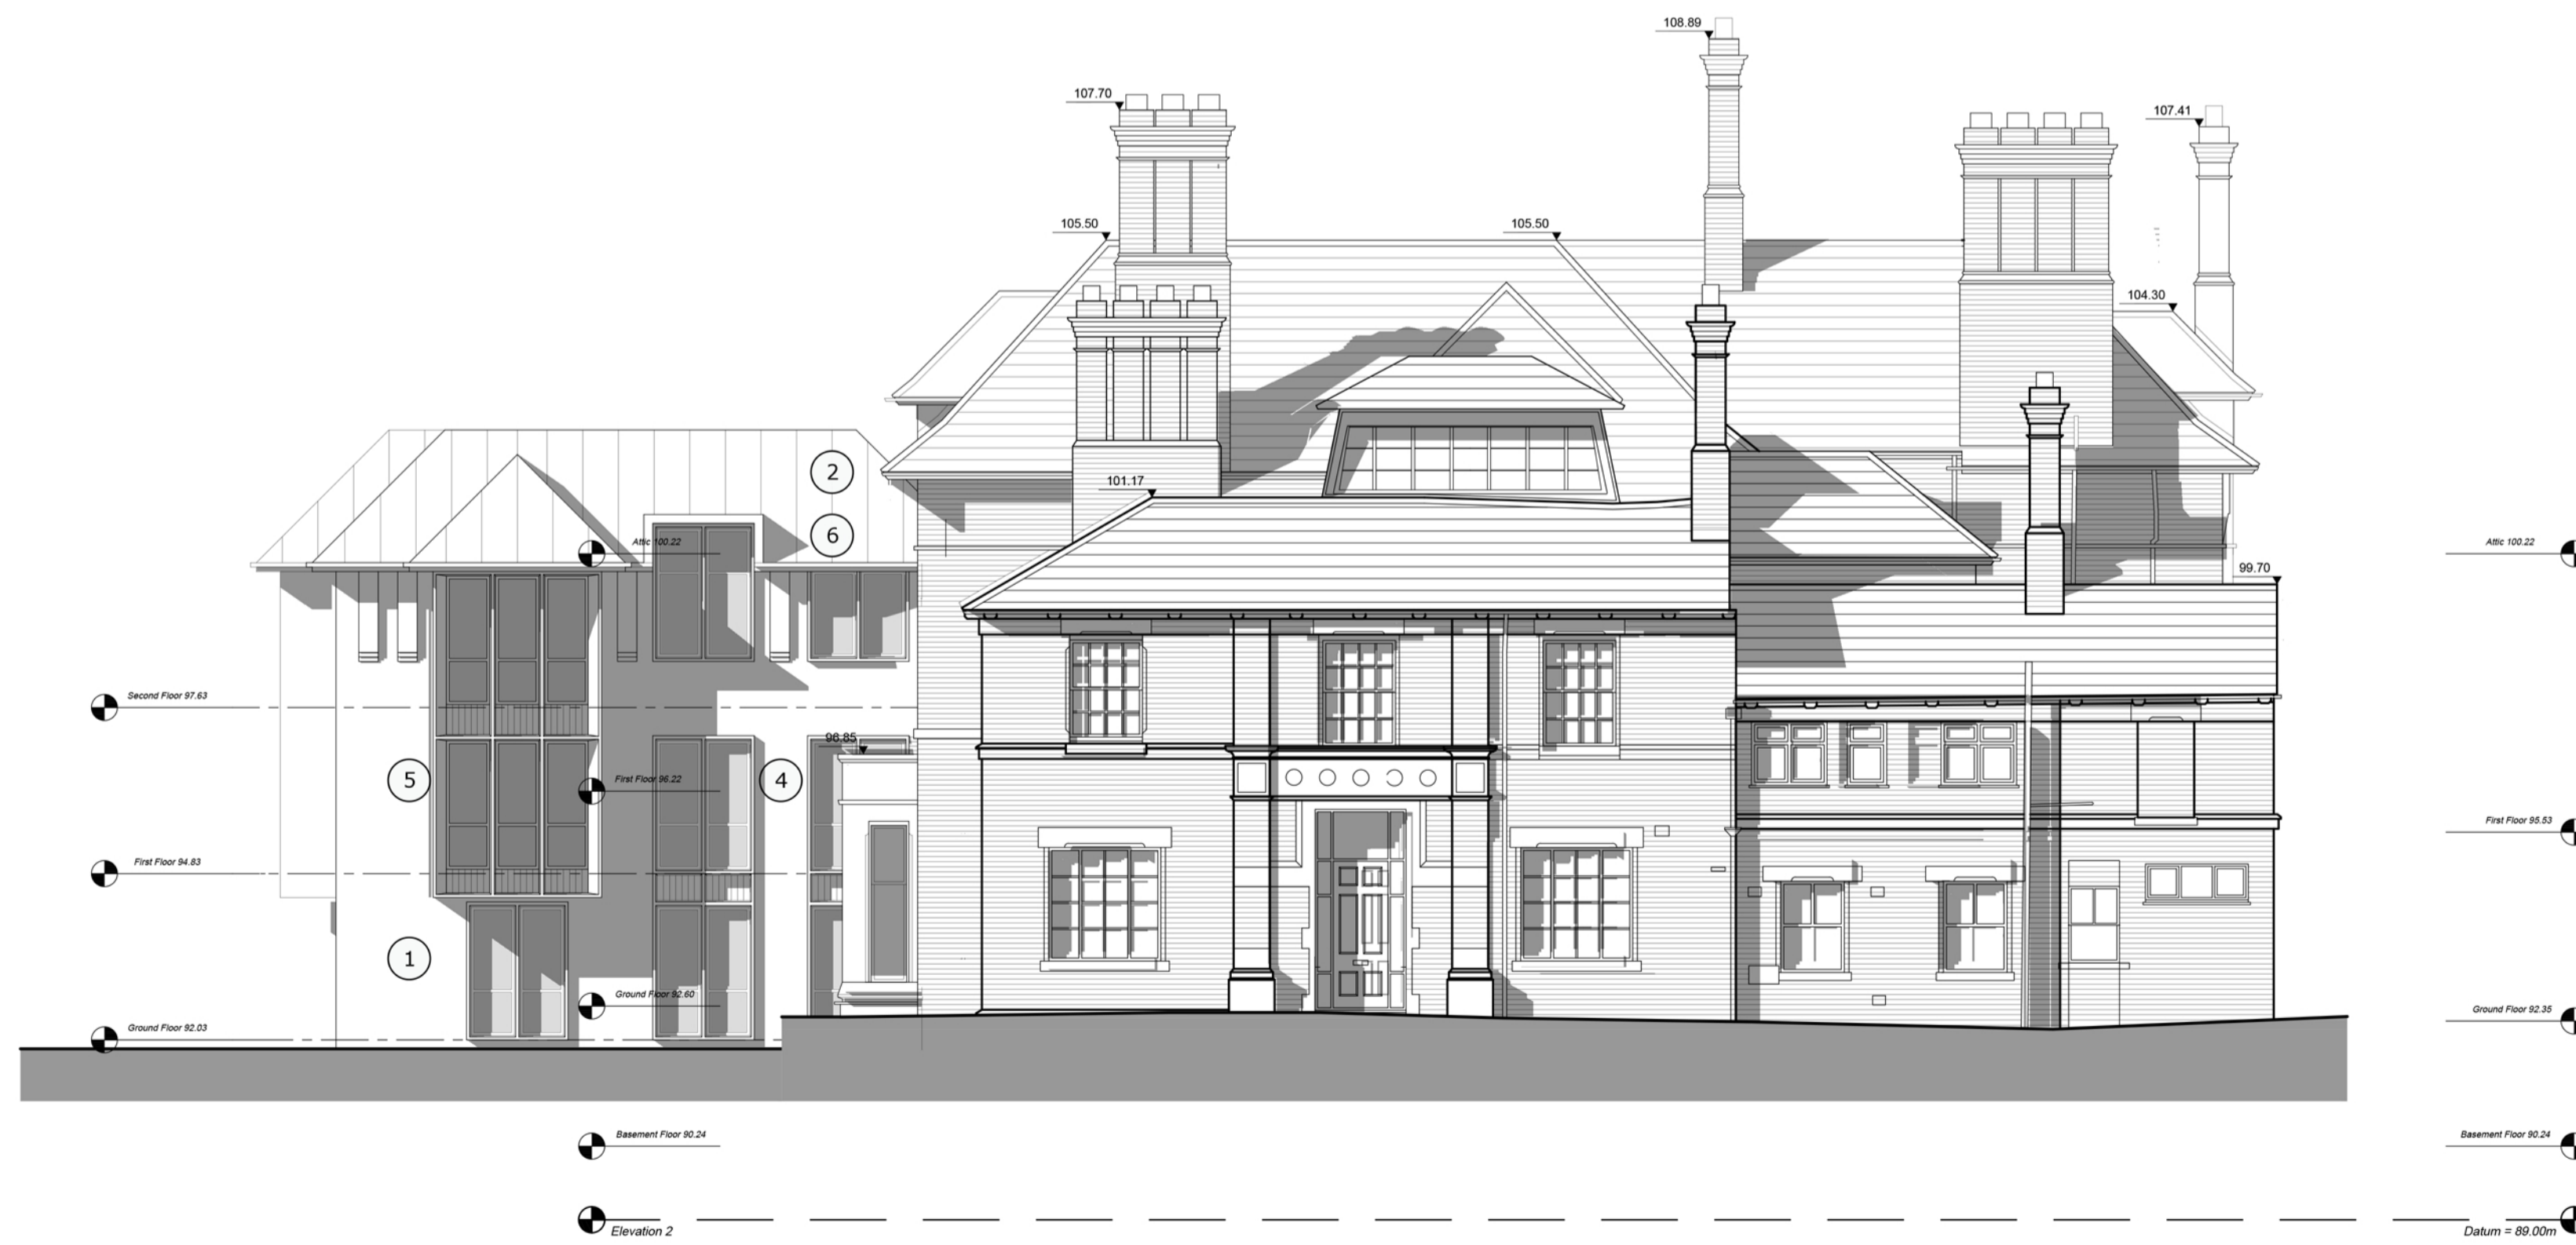 108.89
107.70
107.41
105.50
105.50
104.30
2
101.17
6
Attic 100.22
Attic 100.22
99.70
Second Floor 97.63
96.85
5
First Floor 96.22
4
First Floor 95.53
First Floor 94.83
1
Ground Floor 92.60
Ground Floor 92.03
Ground Floor 92.35
Basement Floor 90.24
Basement Floor 90.24
Elevation 2
Datum = 89.00m